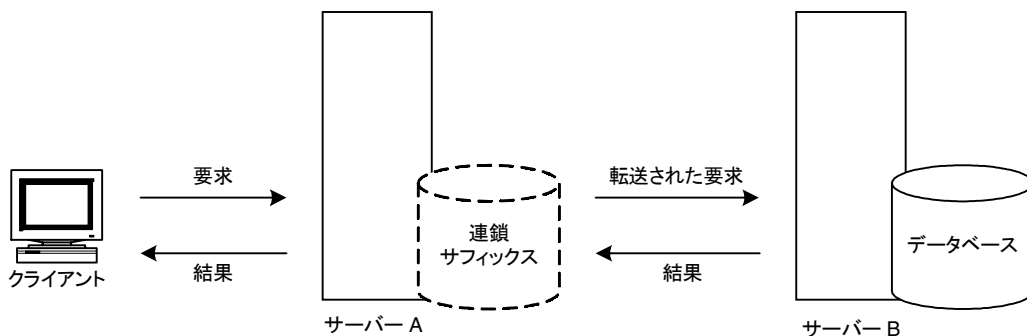 要求
結果
クライアント
連鎖
サフィックス
サーバー A
転送された要求
結果
データベース
サーバー B